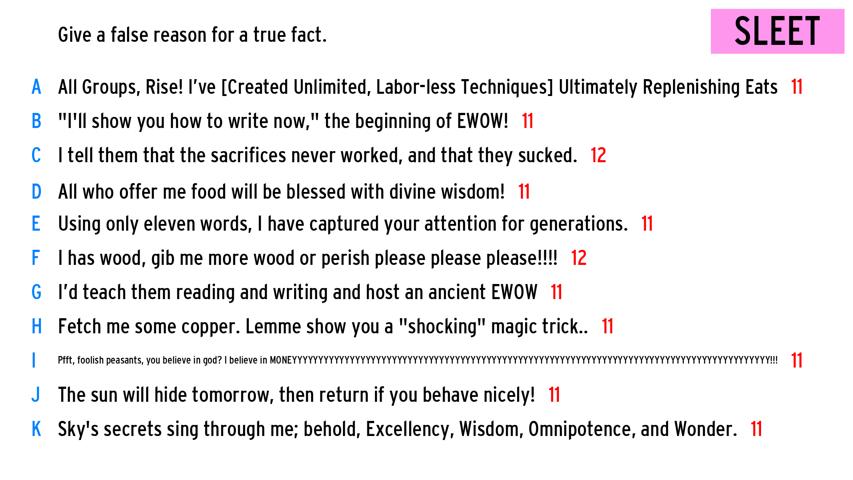 Give a false reason for a true fact.
SLEET
A All Groups, Rise! I’ve [Created Unlimited, Labor-less Techniques] Ultimately Replenishing Eats 11
B "I'll show you how to write now," the beginning of EWOW! 11
C I tell them that the sacrifices never worked, and that they sucked. 12
D All who offer me food will be blessed with divine wisdom! 11
E Using only eleven words, I have captured your attention for generations. 11
F I has wood, gib me more wood or perish please please please!!!! 12
G I’d teach them reading and writing and host an ancient EWOW 11
H Fetch me some copper. Lemme show you a "shocking" magic trick.. 11
I Pfft, foolish peasants, you believe in god? I believe in MONEYYYYYYYYYYYYYYYYYYYYYYYYYYYYYYYYYYYYYYYYYYYYYYYYYYYYYYYYYYYYYYYYYYYYYYYYYYYYYYYYYYYYYYY!!! 11
J The sun will hide tomorrow, then return if you behave nicely! 11
K Sky's secrets sing through me; behold, Excellency, Wisdom, Omnipotence, and Wonder. 11